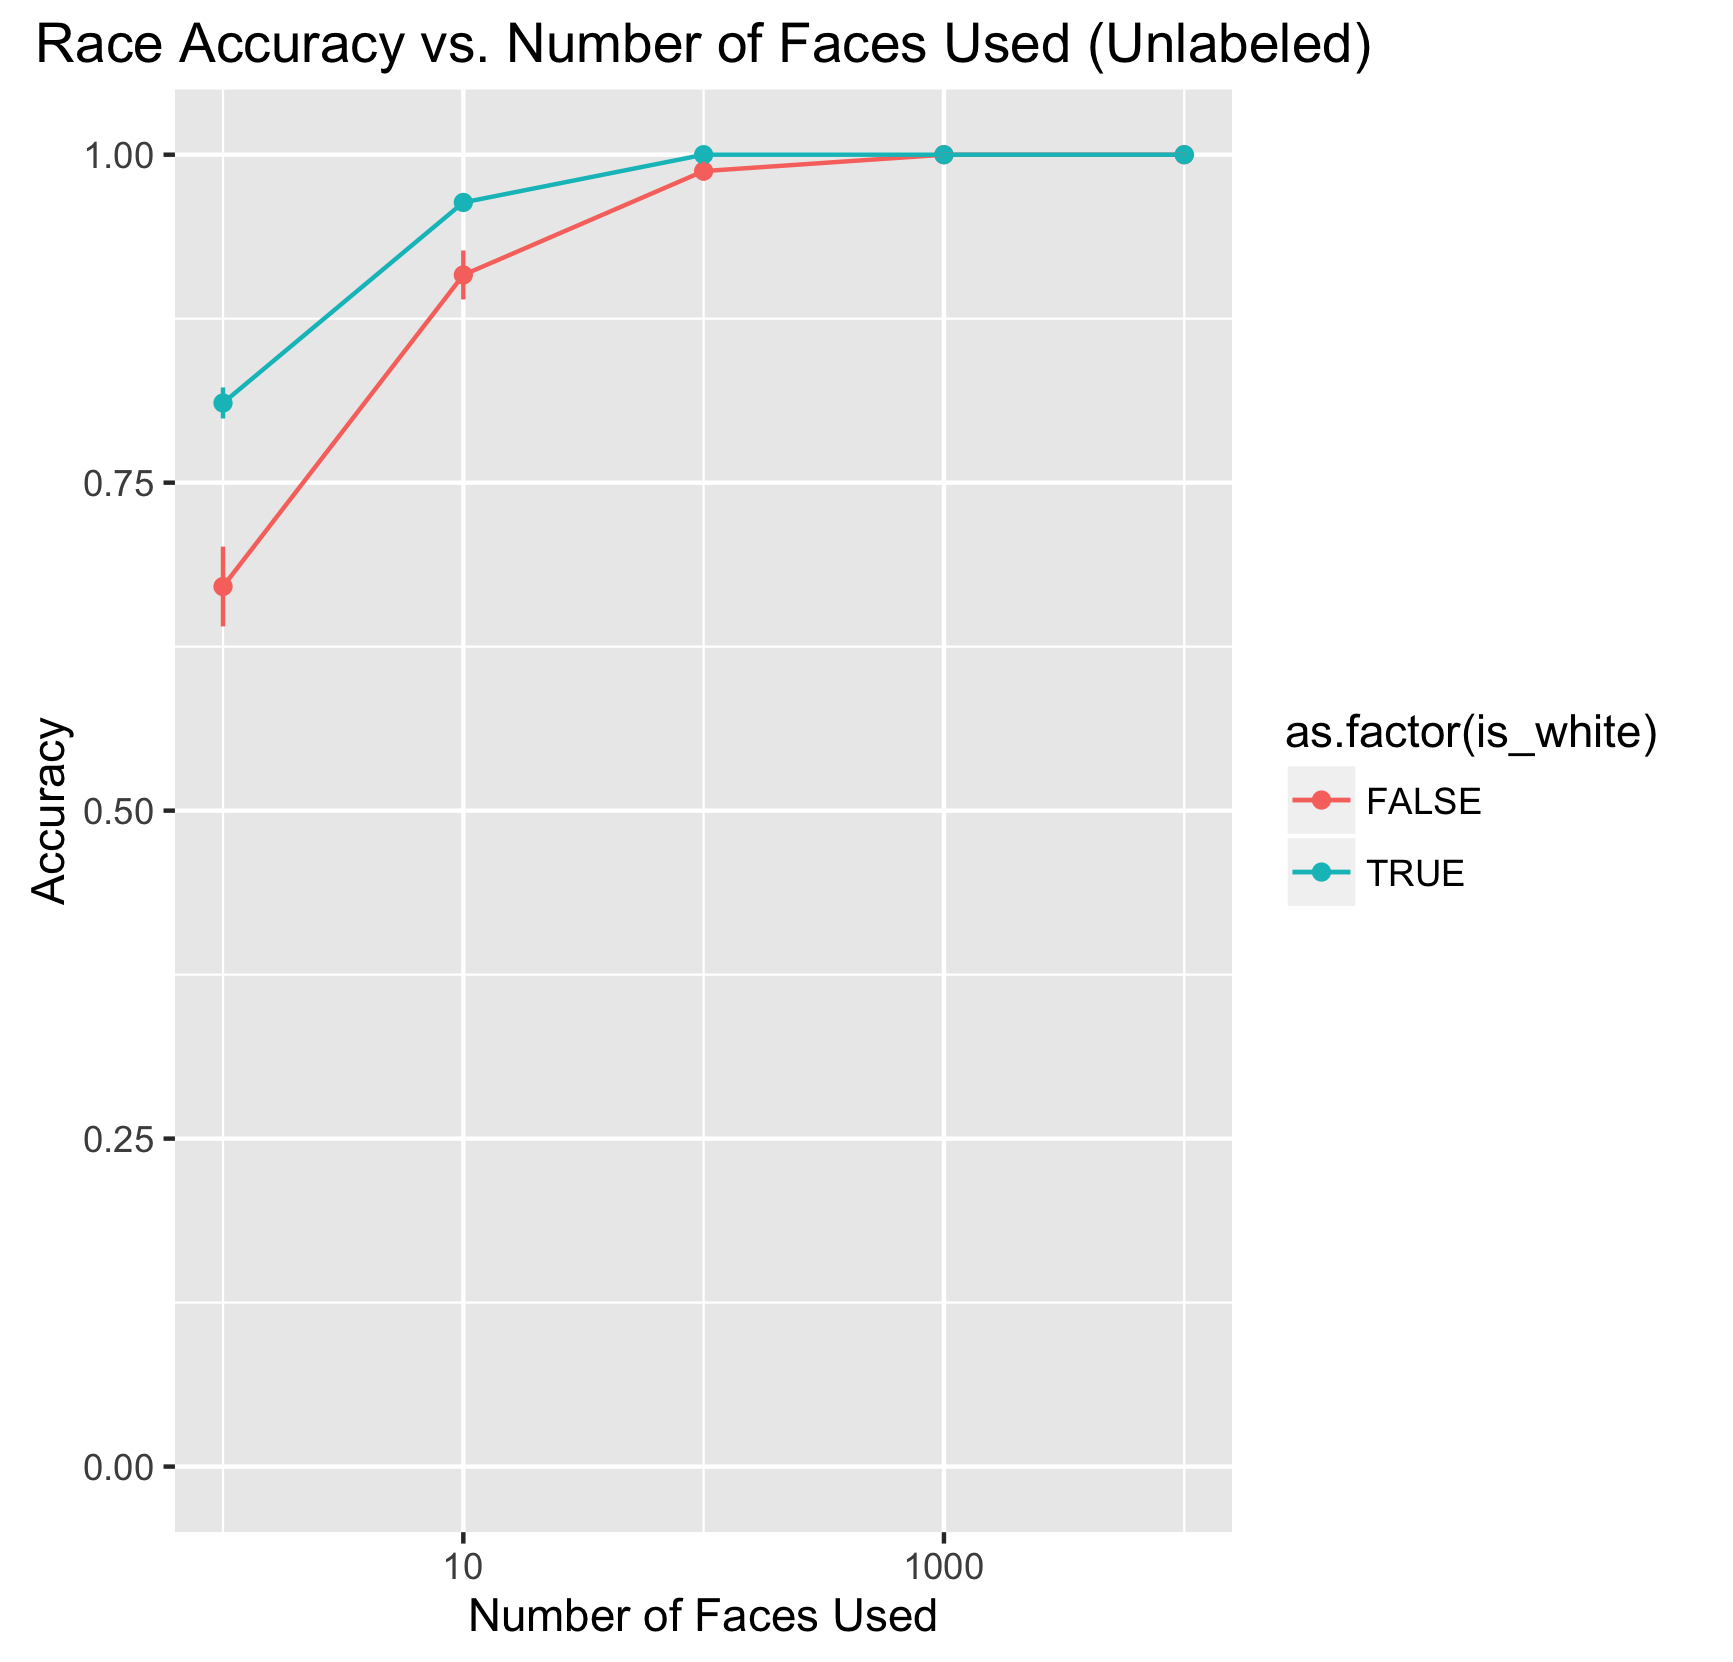 Race Accuracy vs. Number of Faces Used (Unlabeled)
1.00
0.75
0.50
0.25
0.00
Accuracy
10
1000
Number of Faces Used
as.factor(is_white)
FALSE
TRUE